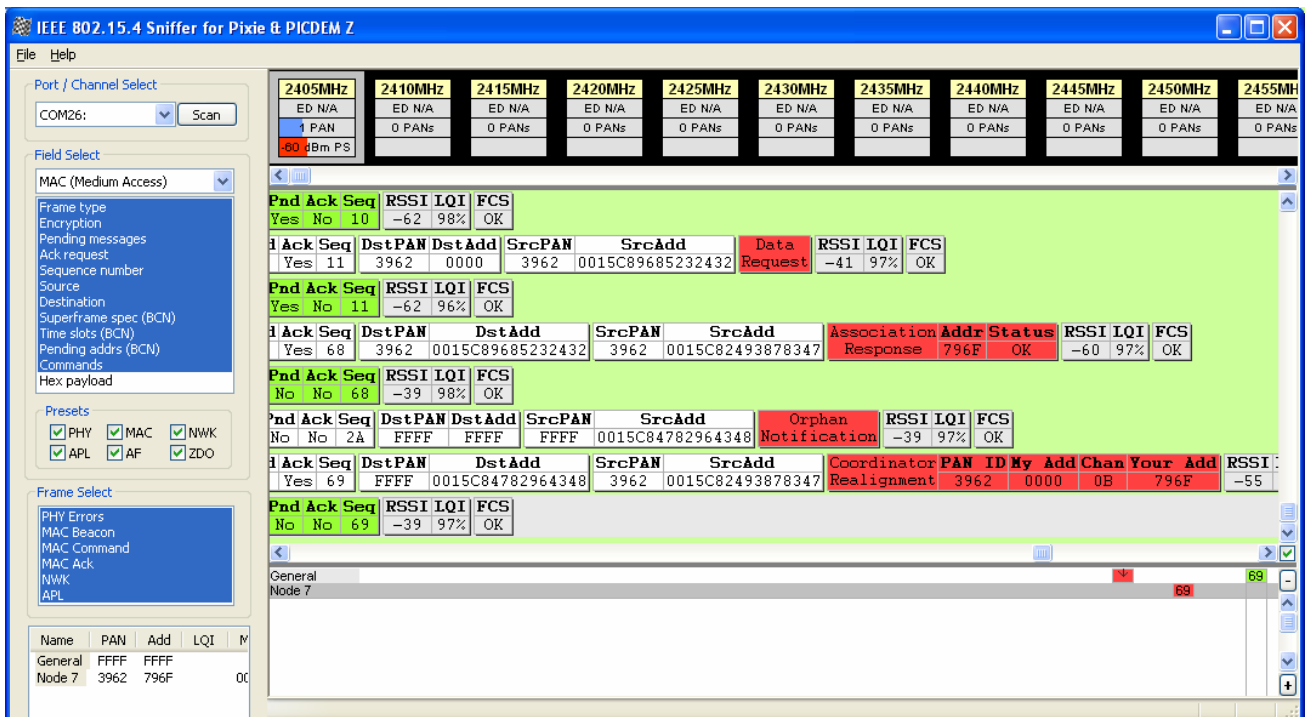 IEEE 802.15.4 Sniffer for Pixie & PICDEM Z
File Help
Port / Channel Select
COM26: Scan
Field Select
MAC (Medium Access)
Frame type
Encryption
Pending messages
Ack request
Sequence number
Source
Destination
Superframe spec (BCN)
Time slots (BCN)
Pending addrs (BCN)
Commands
Hex payload
Presets
PHY MAC NWK
APL AF ZDO
Frame Select
PHY Errors
MAC Beacon
MAC Command
MAC Ack
NWK
APL
Name PAN Add LQI M
General FFFF FFFF
Node 7 3962 796F 00
2405MHz 2410MHz 2415MHz 2420MHz 2425MHz 2430MHz 2435MHz 2440MHz 2445MHz 2450MHz 2455MH
ED N/A ED N/A ED N/A ED N/A ED N/A ED N/A ED N/A ED N/A ED N/A ED N/A ED N/A
1 PAN 0 PANs 0 PANs 0 PANs 0 PANs 0 PANs 0 PANs 0 PANs 0 PANs 0 PANs 0 PANs
-60 dBm PS
Pnd Ack Seq RSSI LQI FCS
Yes No 10 -62 98% OK
d Ack Seq DstPAN DstAdd SrcPAN SrcAdd Data RSSI LQI FCS
Yes 11 3962 0000 3962 0015C89685232432 Request -41 97% OK
Pnd Ack Seq RSSI LQI FCS
Yes No 11 -62 96% OK
d Ack Seq DstPAN DstAdd SrcPAN SrcAdd Association Addr Status RSSI LQI FCS
Yes 68 3962 0015C89685232432 3962 0015C82493878347 Response 796F OK -60 97% OK
Pnd Ack Seq RSSI LQI FCS
No No 68 -39 98% OK
Pnd Ack Seq DstPAN DstAdd SrcPAN SrcAdd Orphan RSSI LQI FCS
No No 2A FFFF FFFF FFFF 0015C84782964348 Notification -39 97% OK
d Ack Seq DstPAN DstAdd SrcPAN SrcAdd Coordinator PAN ID My Add Chan Your Add RSSI
Yes 69 FFFF 0015C84782964348 3962 0015C82493878347 Realignment 3962 0000 0B 796F -55
Pnd Ack Seq RSSI LQI FCS
No No 69 -39 97% OK
General 69
Node 7 69